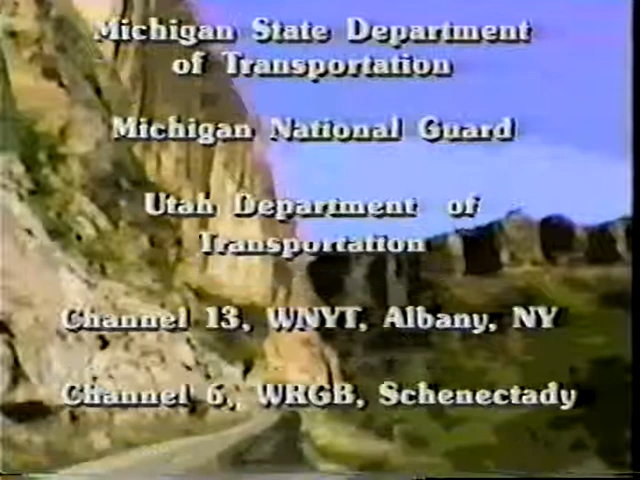 Michigan State Department
of Transportation
Michigan National Guard
Utah Department of
Transportation
Channel 13, WNYT, Albany, NY
Channel 6, WRGB, Schenectady